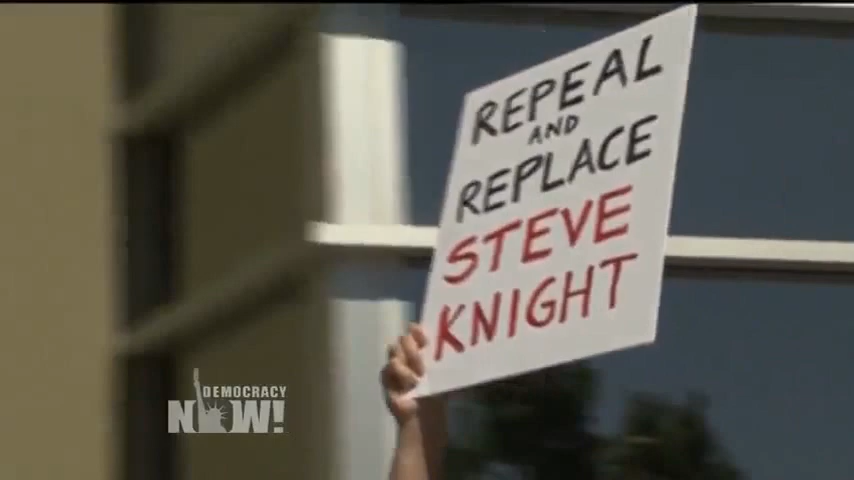 REPEAL
AND
REPLACE
STEVE
KNIGHT
DEMOCRACY
NOW!